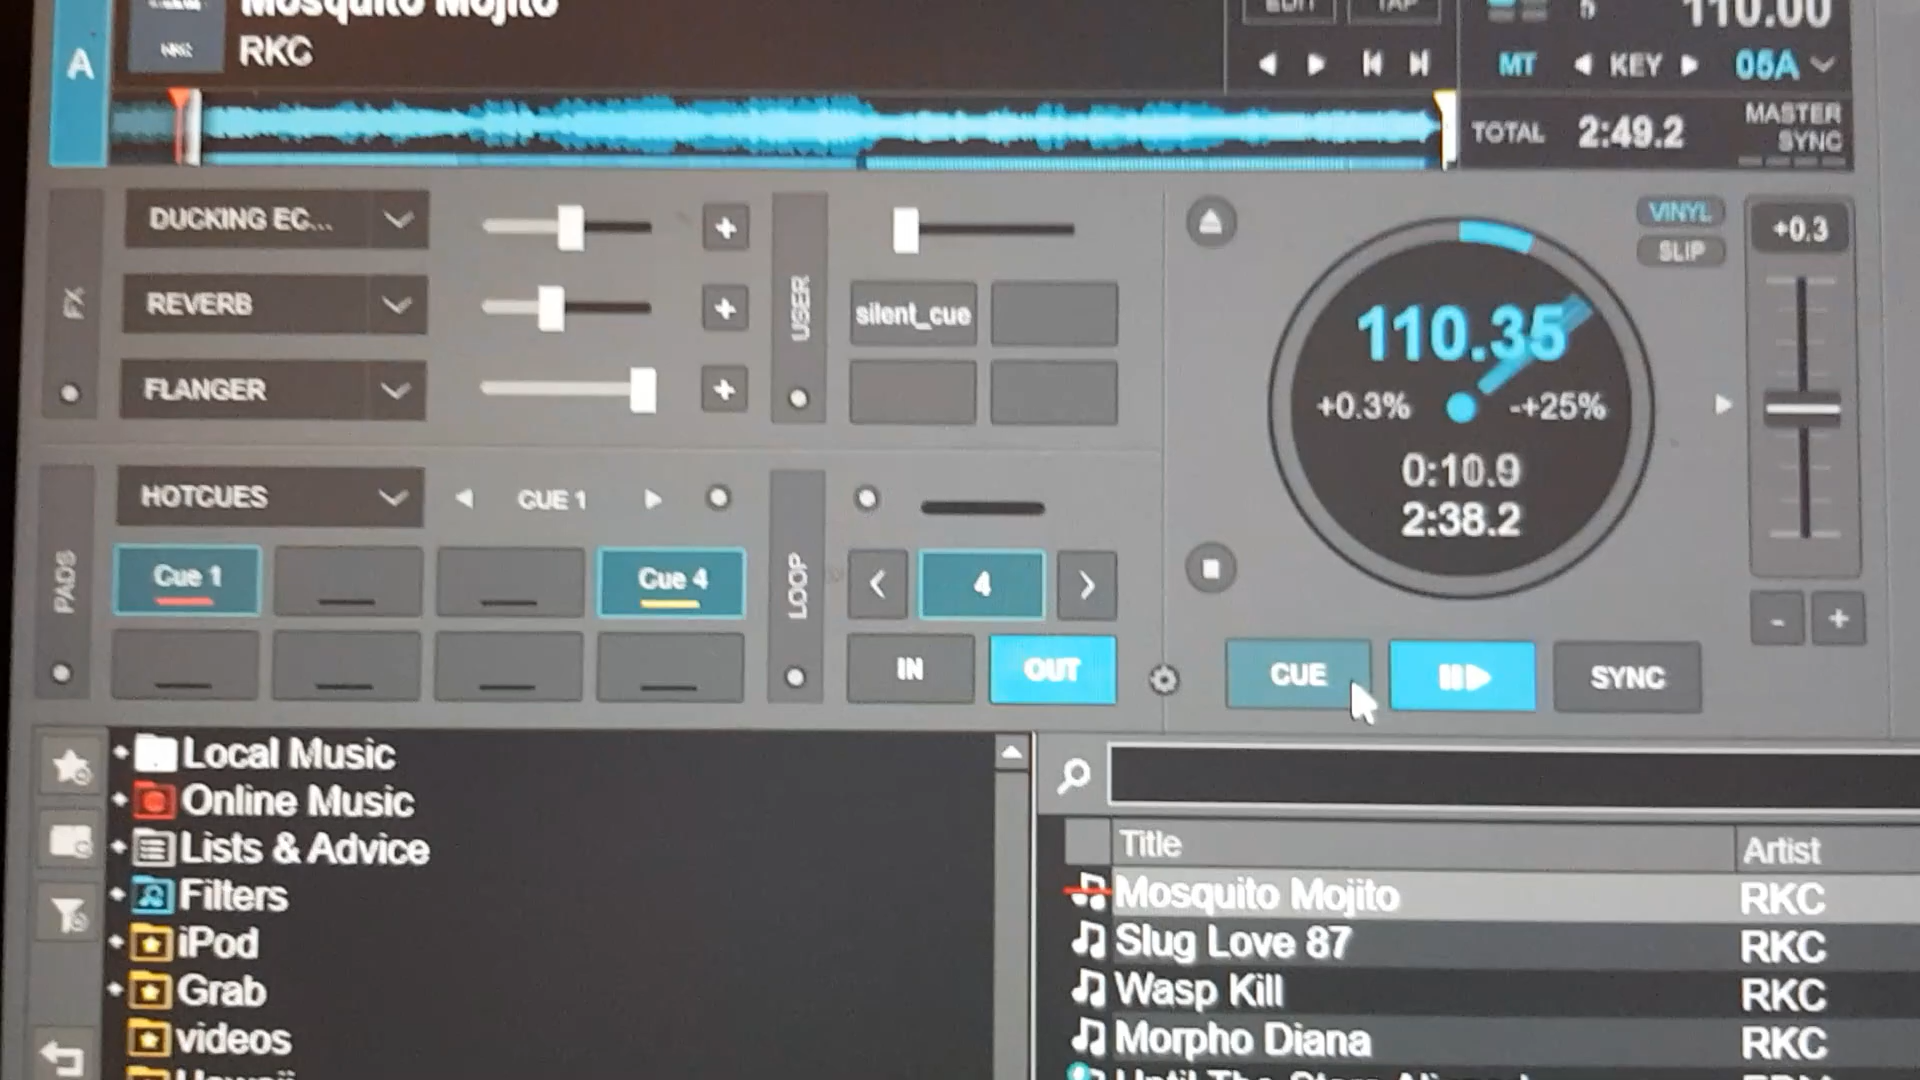 Mosquito Mojito
EDIT TAP
110.00
A
RKC
MT KEY 05A
TOTAL 2:49.2
MASTER
SYNC
FX
DUCKING EC...
REVERB
FLANGER
USER
silent_cue
VINYL
SLIP
+0.3
110.35
+0.3% -+25%
0:10.9
2:38.2
PADS
HOTCUES
CUE 1
Cue 1
Cue 4
LOOP
4
IN OUT
CUE
SYNC
- +
Local Music
Online Music
Lists & Advice
Filters
iPod
Grab
videos
Title Artist
Mosquito Mojito RKC
Slug Love 87 RKC
Wasp Kill RKC
Morpho Diana RKC